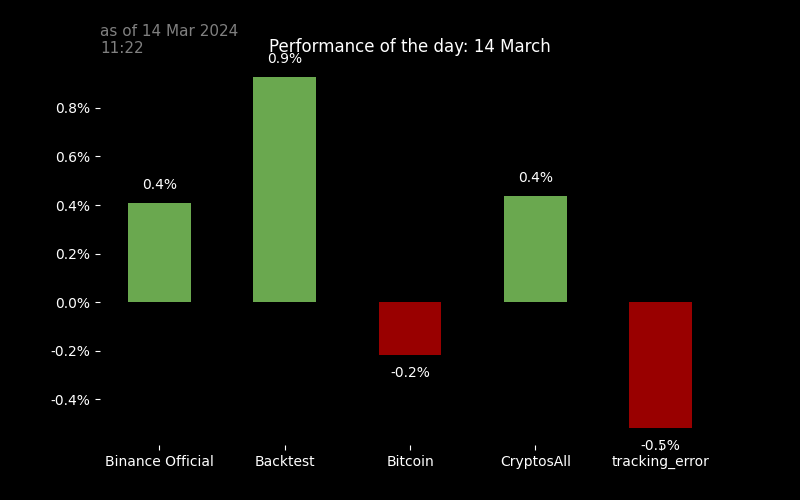 as of 14 Mar 2024
11:22
Performance of the day: 14 March
0.9%
0.8%
0.6%
0.4%
0.4%
0.4%
0.2%
0.0%
-0.2%
-0.2%
-0.4%
-0.5%
Binance Official
Backtest
Bitcoin
CryptosAll
tracking_error